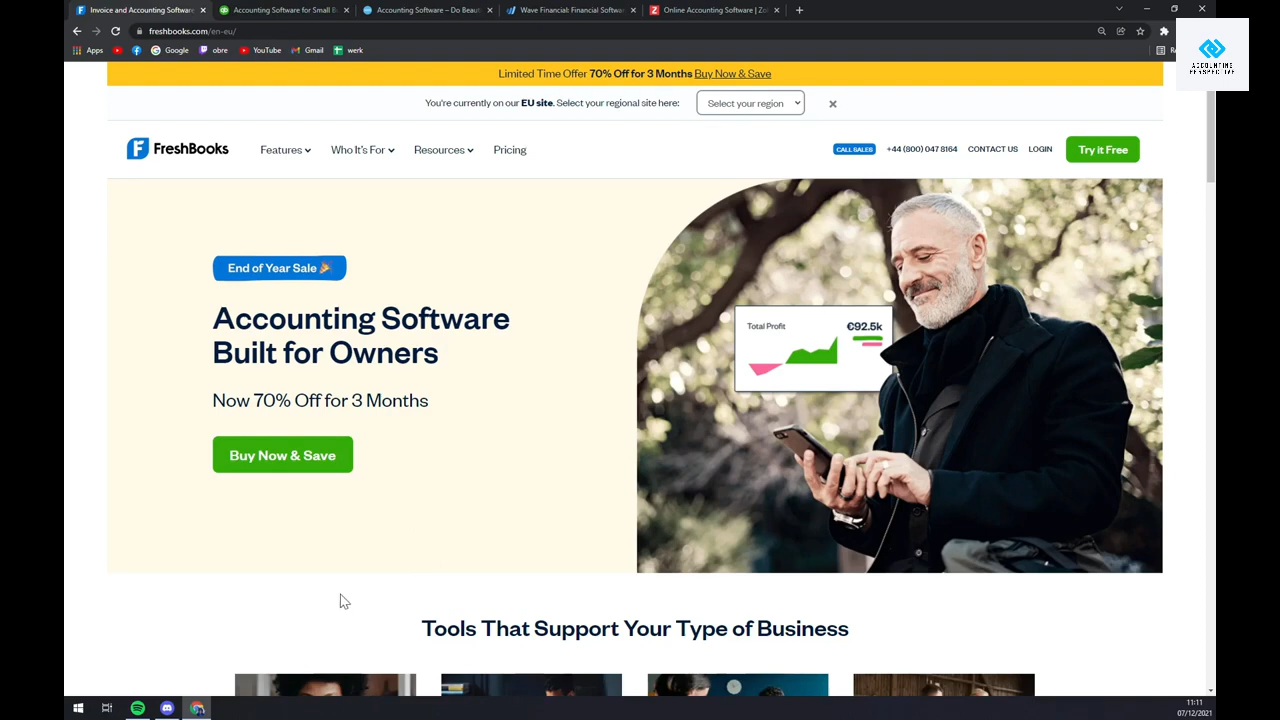 Invoice and Accounting Software
Accounting Software for Small B
Accounting Software – Do Beau
Wave Financial: Financial Softwar
Online Accounting Software | Zo
freshbooks.com/en-eu/
Apps
Google
obre
YouTube
Gmail
werk
ACCOUNTING
PERSPECTIVE
Limited Time Offer 70% Off for 3 Months Buy Now & Save
You're currently on our EU site. Select your regional site here:
Select your region
FreshBooks
Features
Who It's For
Resources
Pricing
CALL SALES
+44 (800) 047 8164
CONTACT US
LOGIN
Try it Free
End of Year Sale
Accounting Software
Built for Owners
Now 70% Off for 3 Months
Buy Now & Save
Total Profit
€92.5k
Tools That Support Your Type of Business
11:11
07/12/2021